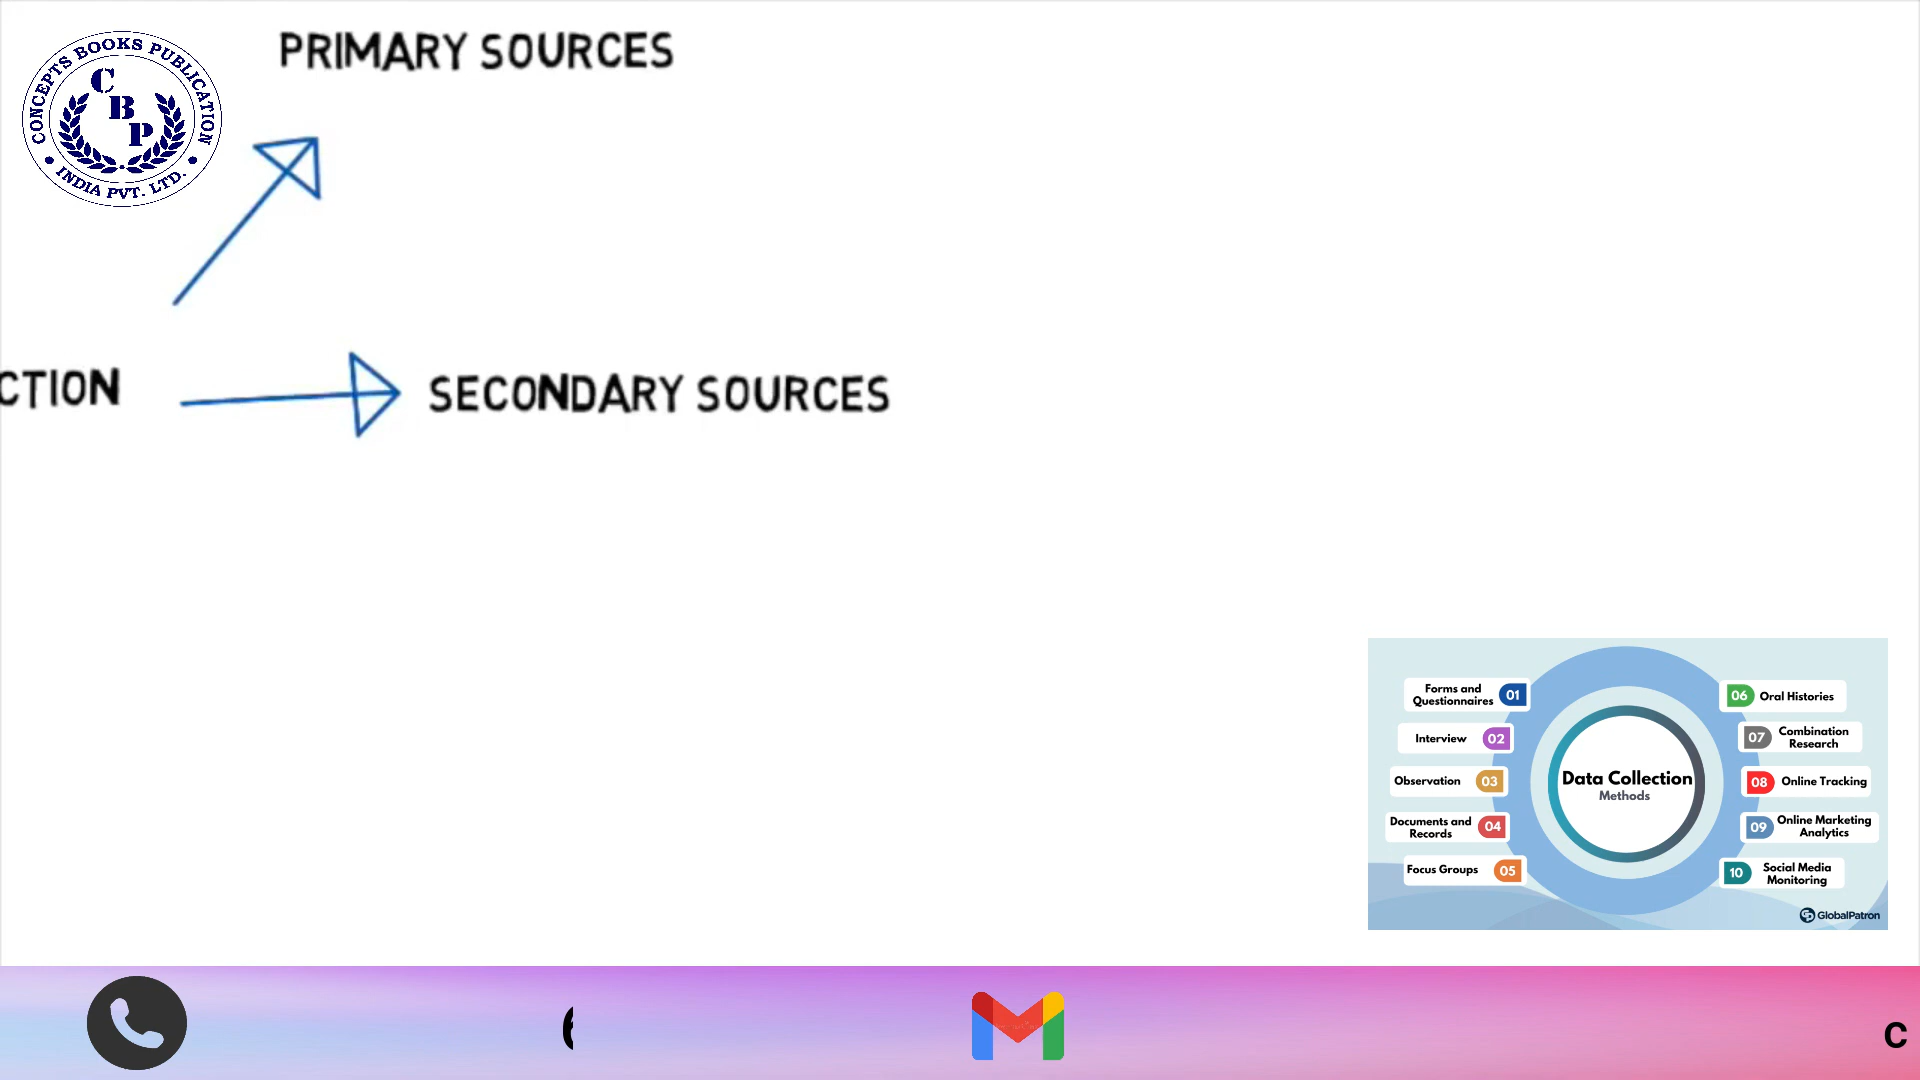 PRIMARY SOURCES
CONCEPTS BOOKS PUBLICATION
C
B
P
INDIA PVT. LTD.
CTION
SECONDARY SOURCES
Forms and
Questionnaires 01
Interview 02
Observation 03
Documents and
Records 04
Focus Groups 05
Data Collection
Methods
06 Oral Histories
07 Combination
Research
08 Online Tracking
09 Online Marketing
Analytics
10 Social Media
Monitoring
GlobalPatron
C